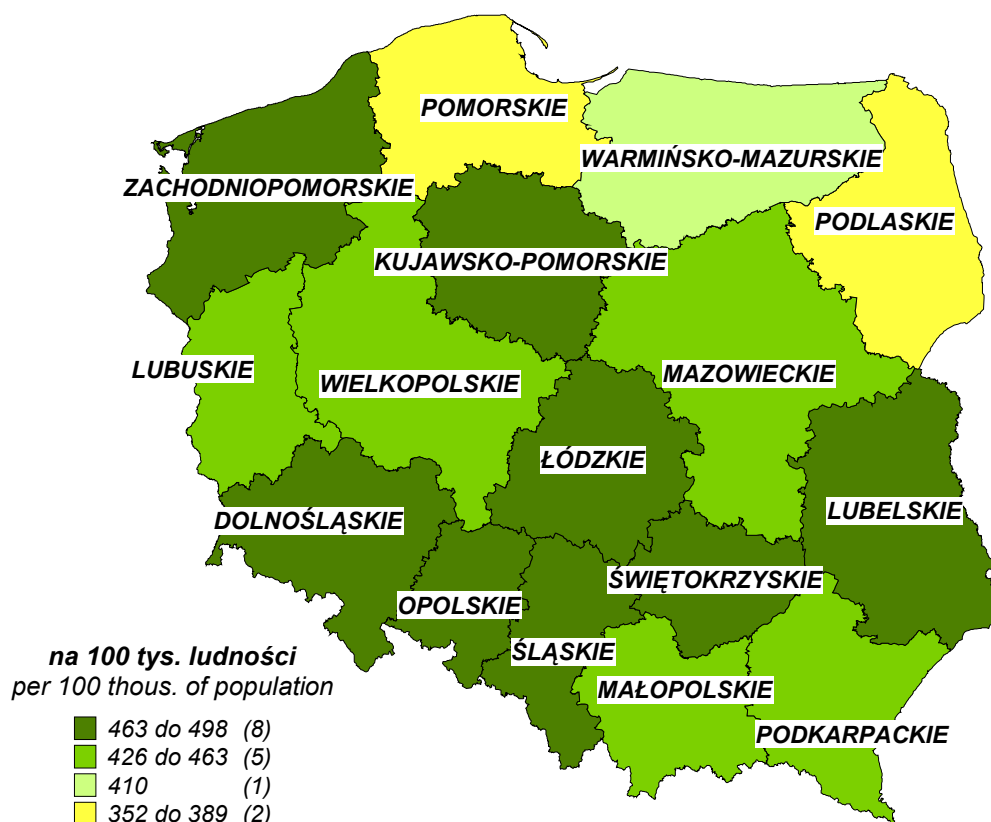 POMORSKIE
WARMIŃSKO-MAZURSKIE
ZACHODNIOPOMORSKIE
PODLASKIE
KUJAWSKO-POMORSKIE
LUBUSKIE
WIELKOPOLSKIE
MAZOWIECKIE
ŁÓDZKIE
LUBELSKIE
DOLNOŚLĄSKIE
ŚWIĘTOKRZYSKIE
OPOLSKIE
ŚLĄSKIE
MAŁOPOLSKIE
PODKARPACKIE
na 100 tys. ludności
per 100 thous. of population
463 do 498 (8)
426 do 463 (5)
410 (1)
352 do 389 (2)